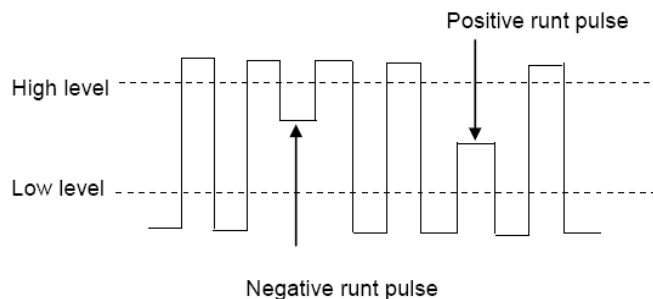 Positive runt pulse
High level
Low level
Negative runt pulse